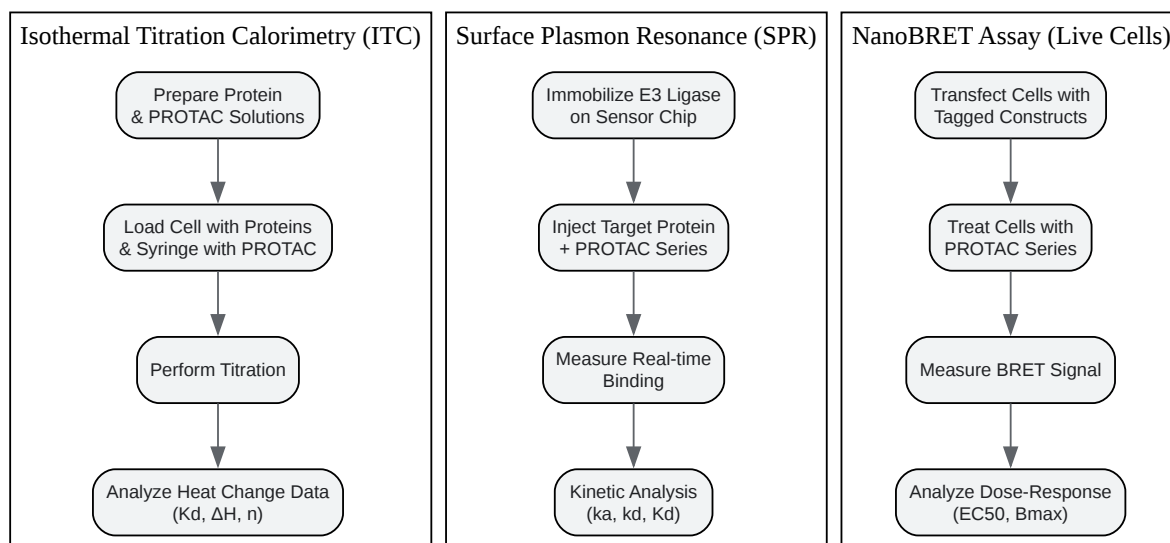 Isothermal Titration Calorimetry (ITC)
Prepare Protein
& PROTAC Solutions
Load Cell with Proteins
& Syringe with PROTAC
Perform Titration
Analyze Heat Change Data
(Kd, ΔH, n)
Surface Plasmon Resonance (SPR)
Immobilize E3 Ligase
on Sensor Chip
Inject Target Protein
+ PROTAC Series
Measure Real-time
Binding
Kinetic Analysis
(ka, kd, Kd)
NanoBRET Assay (Live Cells)
Transfect Cells with
Tagged Constructs
Treat Cells with
PROTAC Series
Measure BRET Signal
Analyze Dose-Response
(EC50, Bmax)